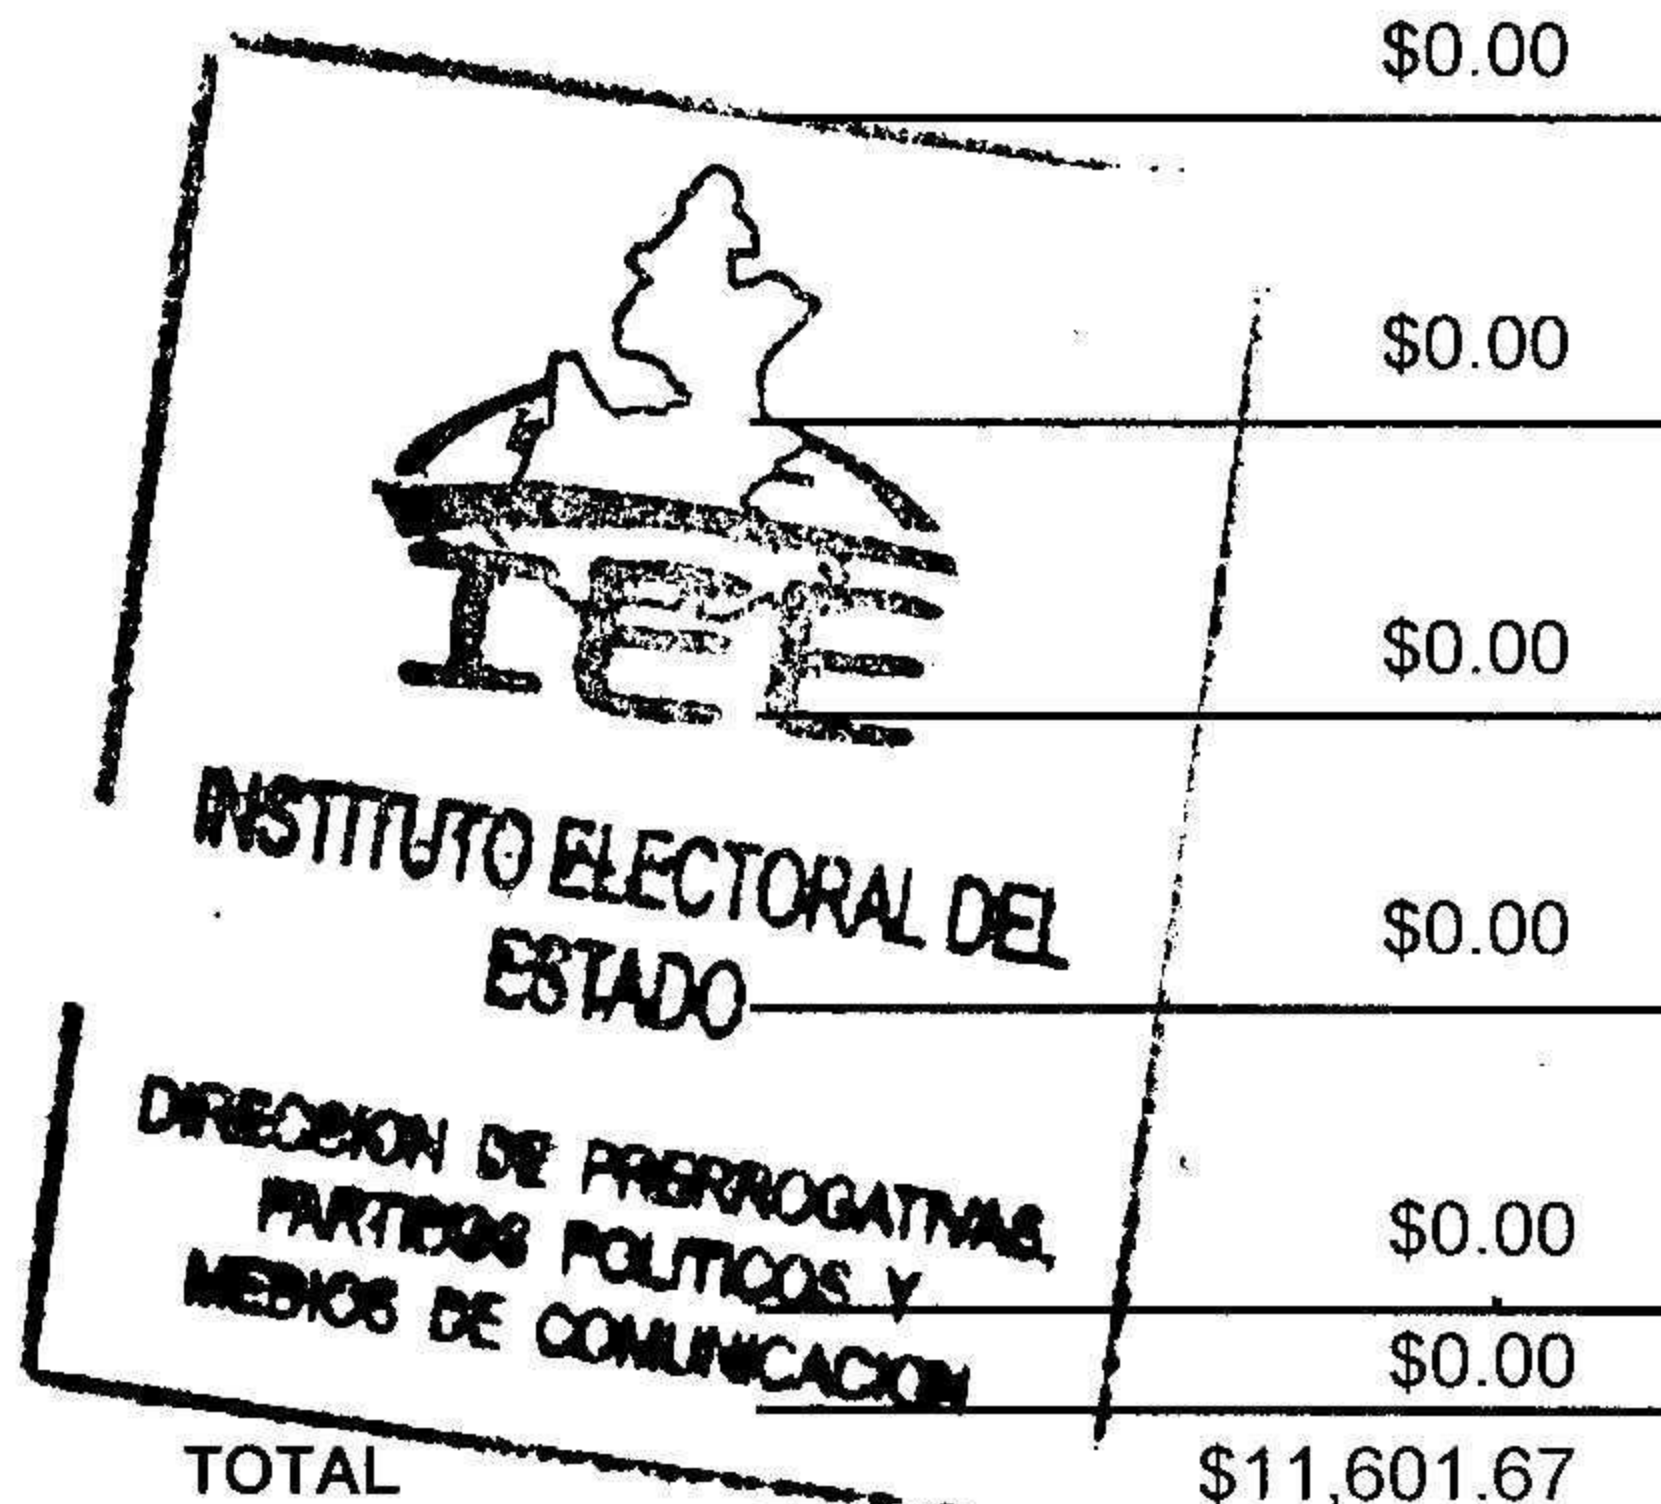 $0.00
$0.00
IEE
$0.00
INSTITUTO ELECTORAL DEL
ESTADO
$0.00
DIRECCION DE PRERROGATIVAS,
PARTIDOS POLITICOS Y
MEDIOS DE COMUNICACION
$0.00
$0.00
TOTAL $11,601.67